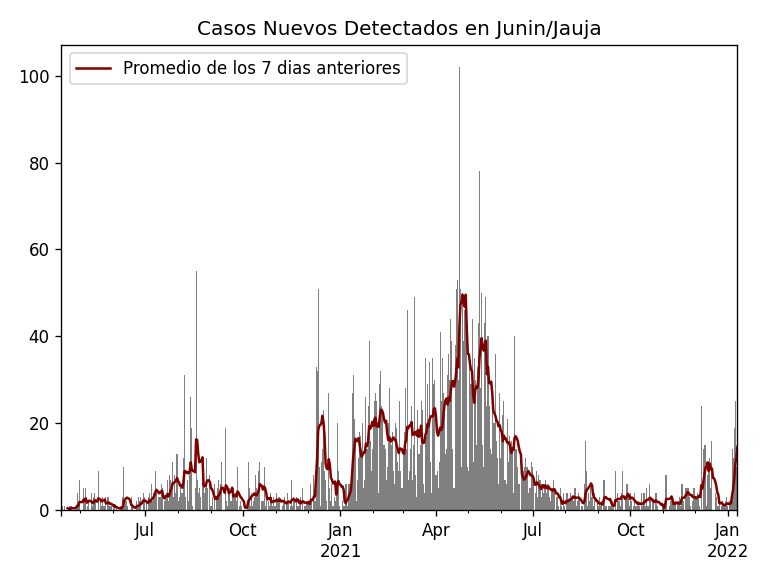 Casos Nuevos Detectados en Junin/Jauja
Promedio de los 7 dias anteriores
100
80
60
40
20
0
Jul
Oct
Jan
2021
Apr
Jul
Oct
Jan
2022